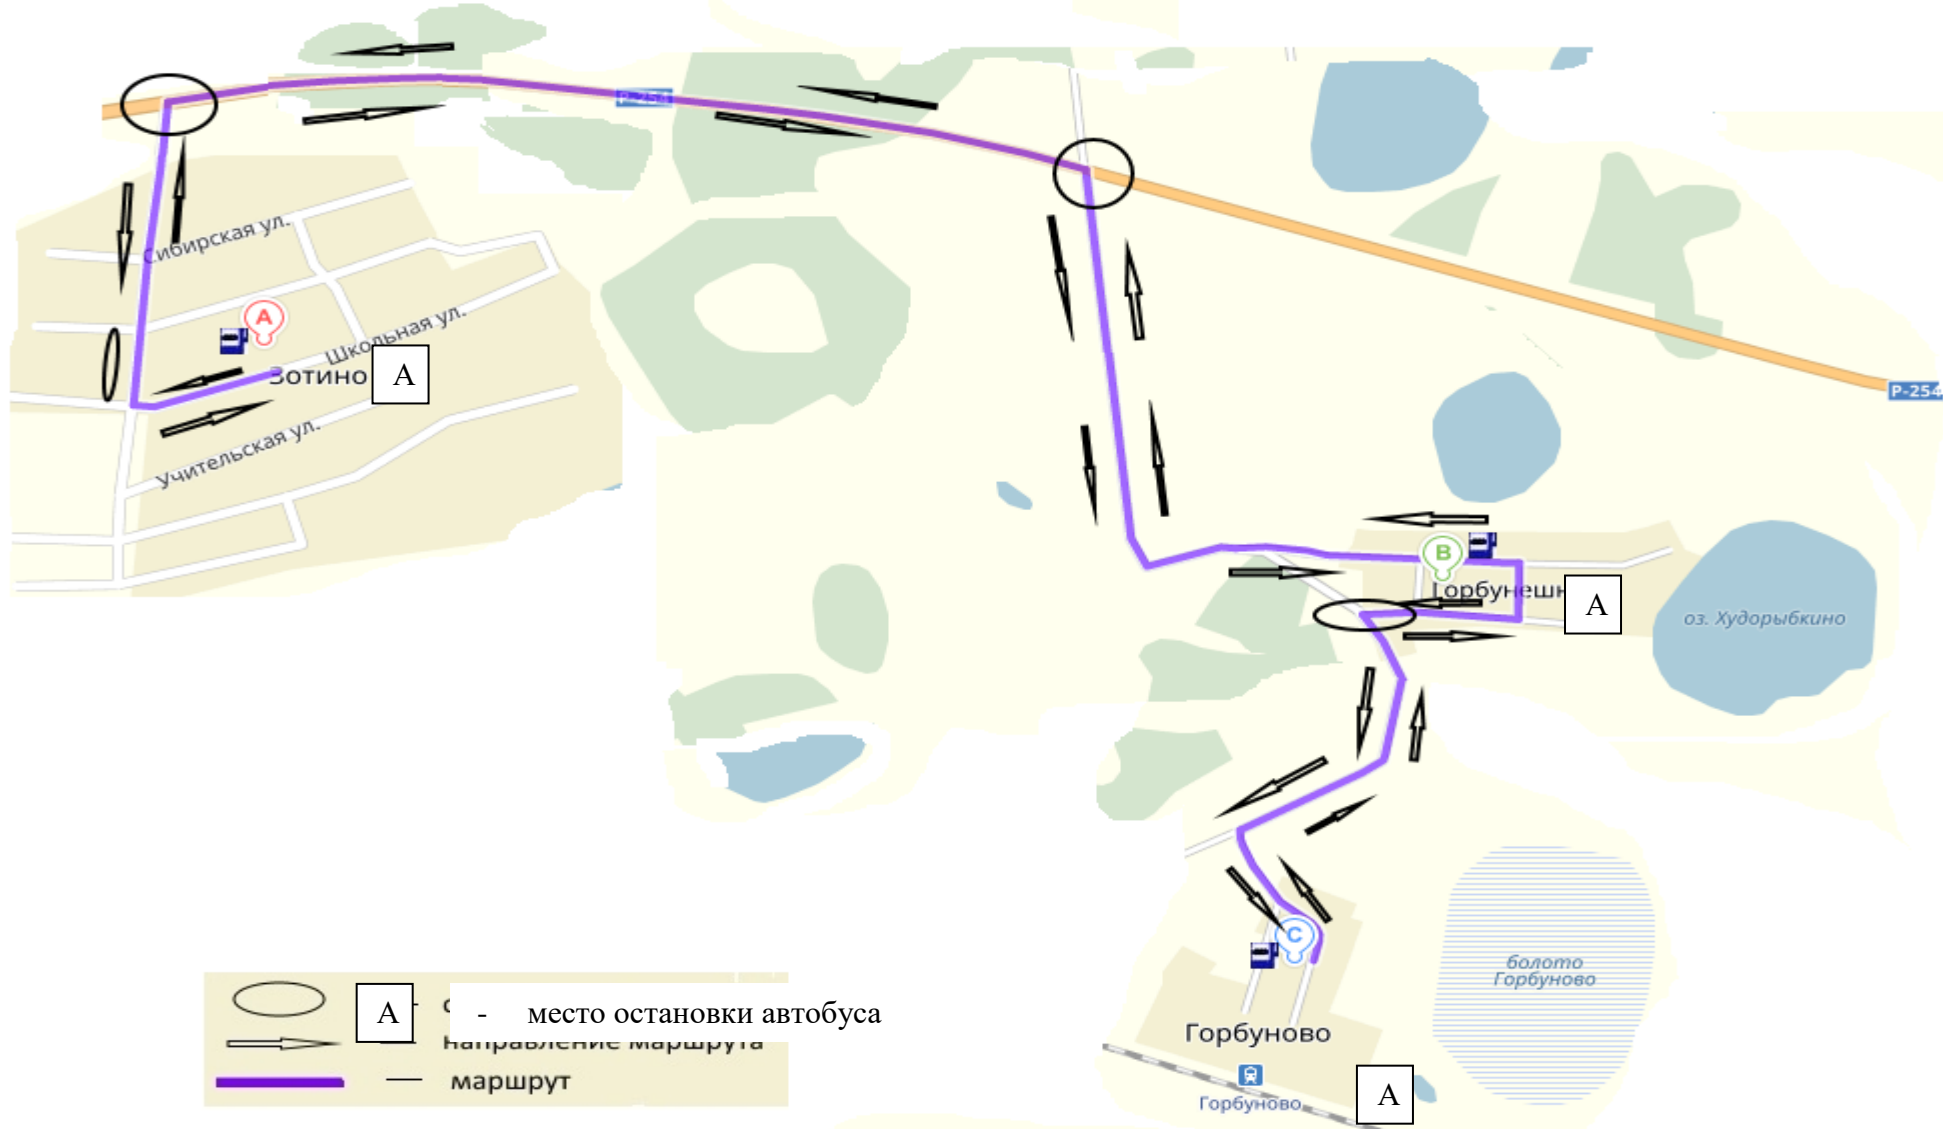 Сибирская ул.
А
Школьная ул.
Зотино
А
Учительская ул.
Р-254
В
Горбунешн
А
оз. Худорыбкино
С
болото
Горбуново
Горбуново
Горбуново
А
А
- место остановки автобуса
направление маршрута
— маршрут